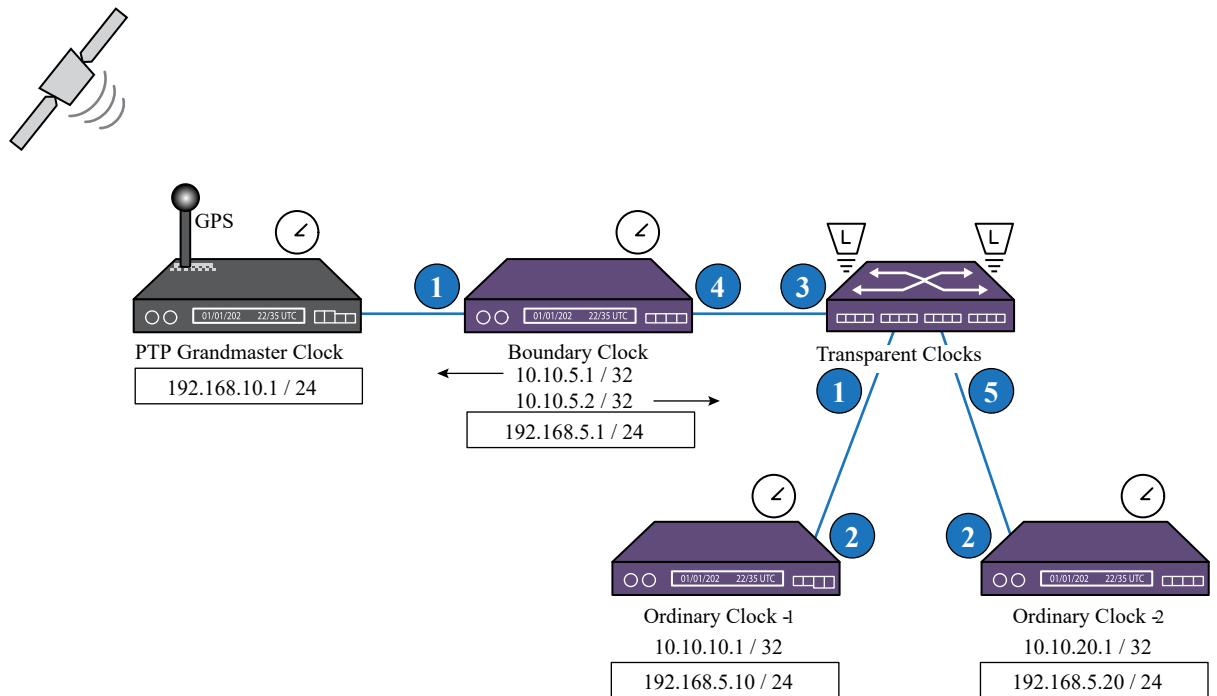 GPS
L
L
1
4
3
01/01/202 22/35 UTC
01/01/202 22/35 UTC
PTP Grandmaster Clock
192.168.10.1 / 24
Boundary Clock
10.10.5.1 / 32
10.10.5.2 / 32
192.168.5.1 / 24
Transparent Clocks
1
5
2
2
01/01/202 22/35 UTC
01/01/202 22/35 UTC
Ordinary Clock -1
10.10.10.1 / 32
192.168.5.10 / 24
Ordinary Clock -2
10.10.20.1 / 32
192.168.5.20 / 24